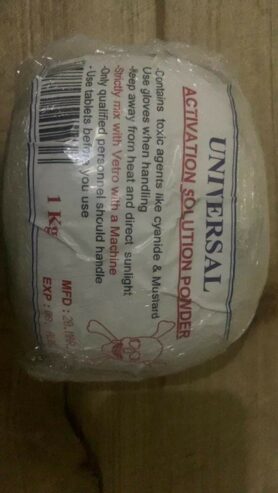 UNIVERSAL
ACTIVATION SOLUTION POWDER
-Contains toxic agents like cyanide & Mustard
Use gloves when handling
-Keep away from heat and direct sunlight
-Strictly mix with Vetro with a Machine
-Only qualified personnel should handle
-Use tablets before you use
1 Kg
MFD :
EXP :